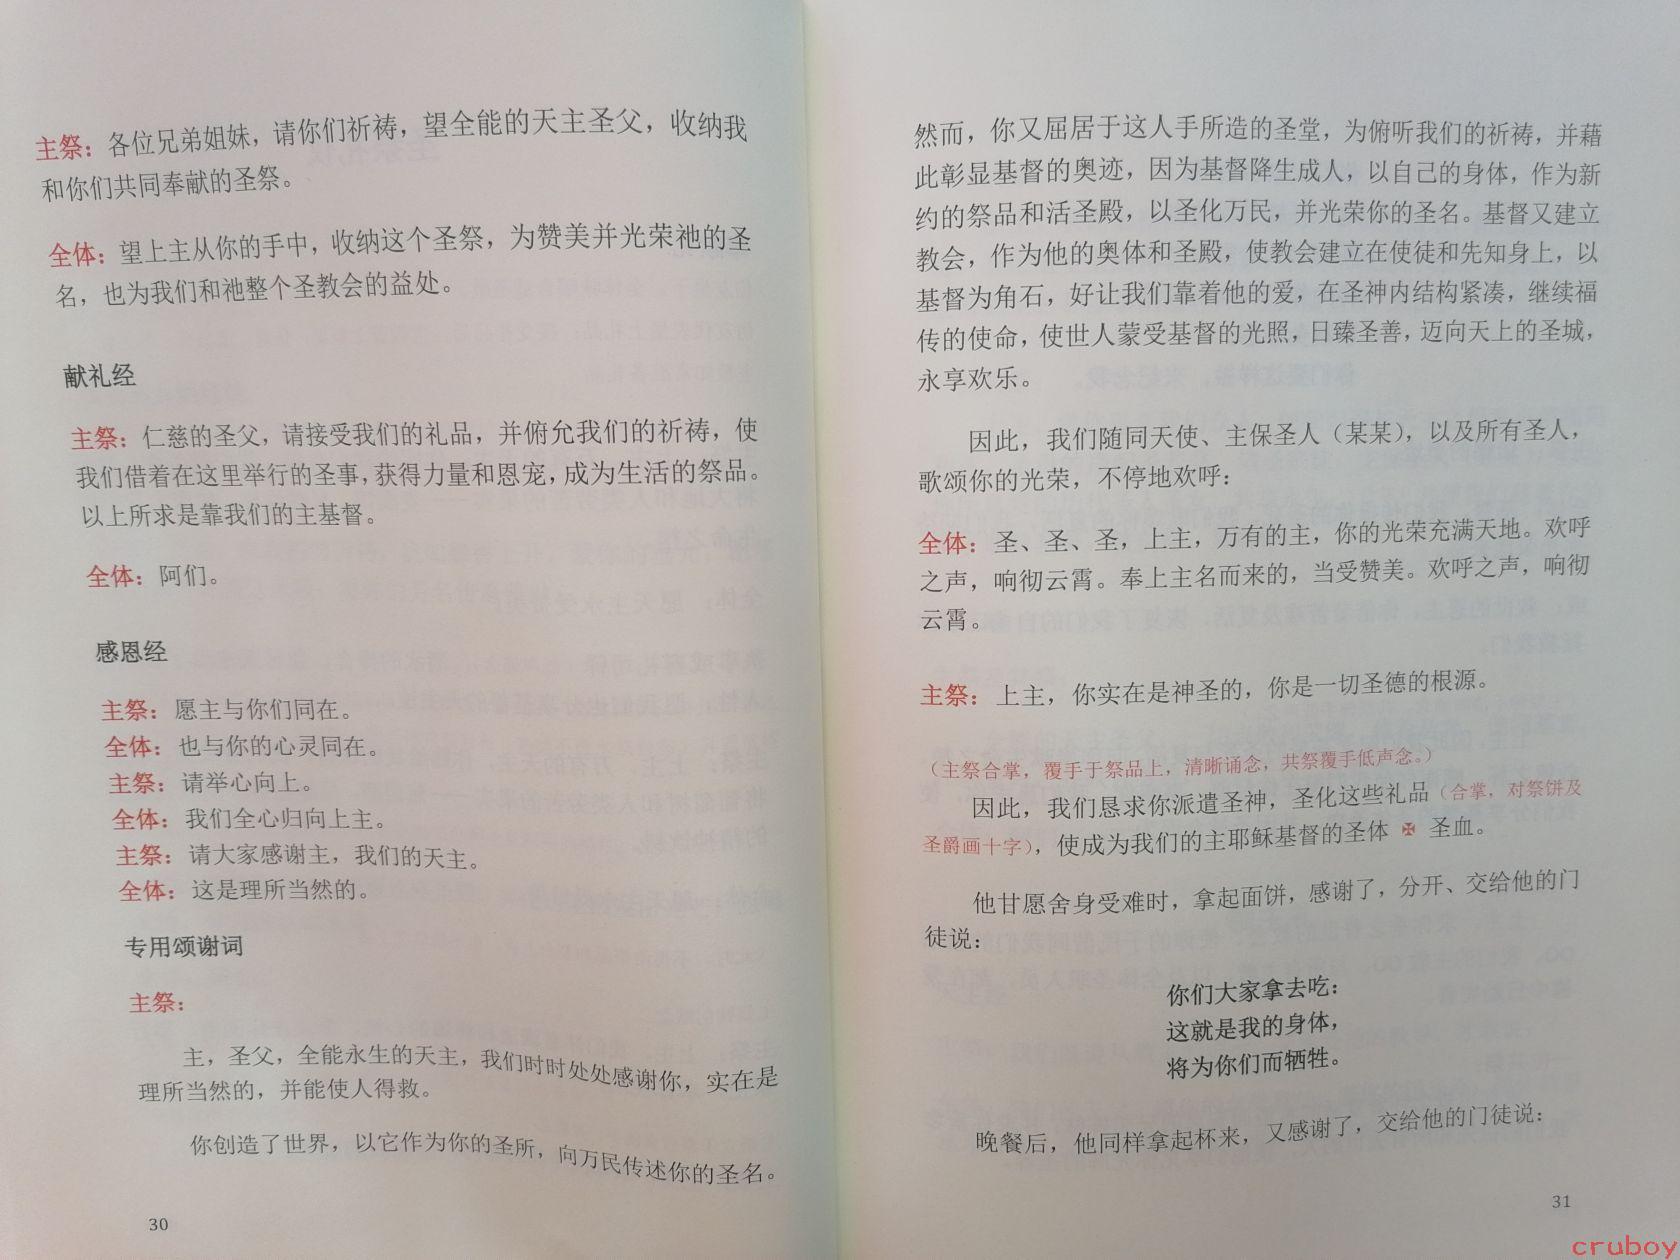 主祭：各位兄弟姐妹，请你们祈祷，望全能的天主圣父，收纳我
和你们共同奉献的圣祭。
全体：望上主从你的手中，收纳这个圣祭，为赞美并光荣祂的圣
名，也为我们和祂整个圣教会的益处。
献礼经
主祭：仁慈的圣父，请接受我们的礼品，并俯允我们的祈祷，使
我们借着在这里举行的圣事，获得力量和恩宠，成为生活的祭品。
以上所求是靠我们的主基督。
全体：阿们。
感恩经
主祭：愿主与你们同在。
全体：也与你的心灵同在。
主祭：请举心向上。
全体：我们全心归向上主。
主祭：请大家感谢主，我们的天主。
全体：这是理所当然的。
专用颂谢词
主祭：
主，圣父，全能永生的天主，我们时时处处感谢你，实在是
理所当然的，并能使人得救。
你创造了世界，以它作为你的圣所，向万民传述你的圣名。
30
然而，你又屈居于这人手所造的圣堂，为俯听我们的祈祷，并藉
此彰显基督的奥迹，因为基督降生成人，以自己的身体，作为新
约的祭品和活圣殿，以圣化万民，并光荣你的圣名。基督又建立
教会，作为他的奥体和圣殿，使教会建立在使徒和先知身上，以
基督为角石，好让我们靠着他的爱，在圣神内结构紧凑，继续福
传的使命，使世人蒙受基督的光照，日臻圣善，迈向天上的圣城，
永享欢乐。
因此，我们随同天使、主保圣人（某某），以及所有圣人，
歌颂你的光荣，不停地欢呼：
全体：圣、圣、圣，上主，万有的主，你的光荣充满天地。欢呼
之声，响彻云霄。奉上主名而来的，当受赞美。欢呼之声，响彻
云霄。
主祭：上主，你实在是神圣的，你是一切圣德的根源。
（主祭合掌，覆手于祭品上，清晰诵念，共祭覆手低声念。）
因此，我们恳求你派遣圣神，圣化这些礼品（合掌，对祭饼及
圣爵画十字），使成为我们的主耶稣基督的圣体 ✠ 圣血。
他甘愿舍身受难时，拿起面饼，感谢了，分开、交给他的门
徒说：
你们大家拿去吃：
这就是我的身体，
将为你们而牺牲。
晚餐后，他同样拿起杯来，又感谢了，交给他的门徒说：
31
cruboy